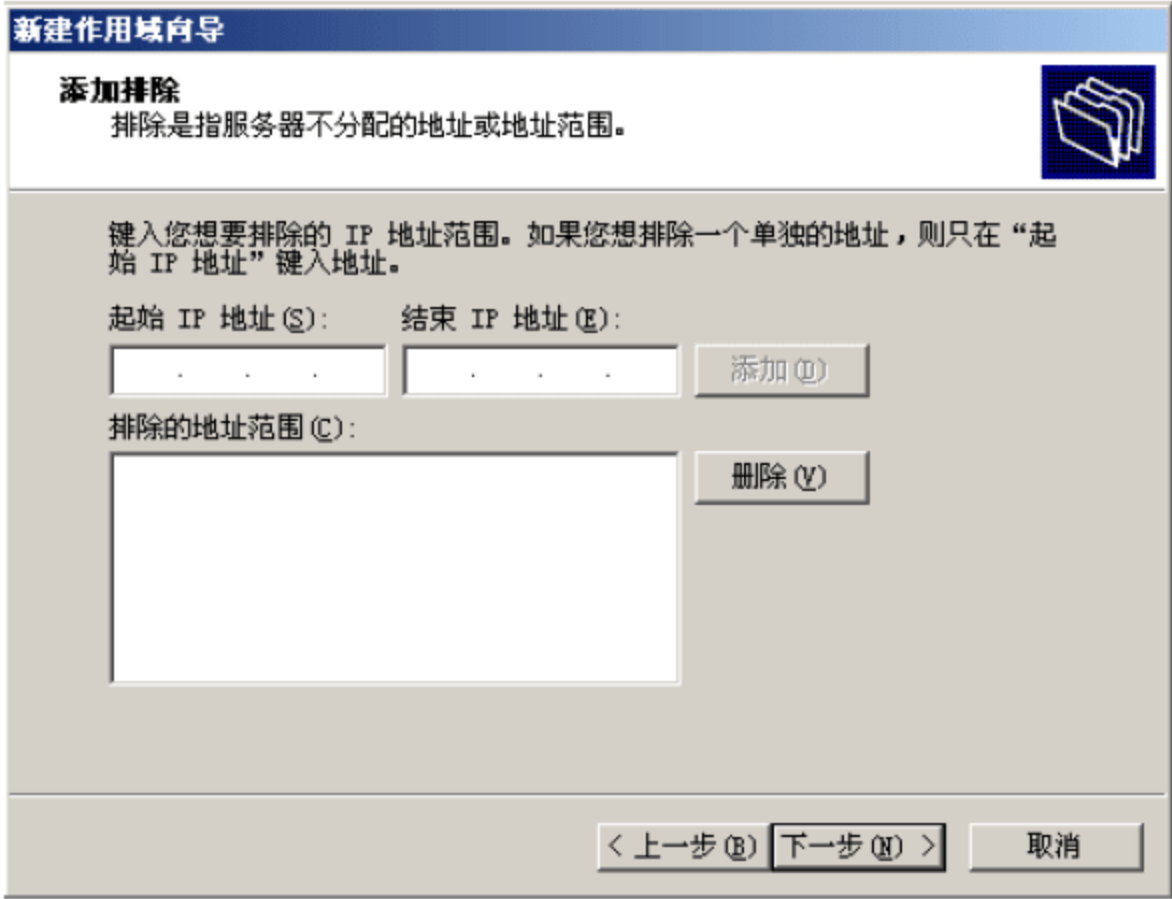 新建作用域向导
添加排除
排除是指服务器不分配的地址或地址范围。
键入您想要排除的 IP 地址范围。如果您想排除一个单独的地址，则只在“起
始 IP 地址”键入地址。
起始 IP 地址(S): 结束 IP 地址(E):
. . . . . . 添加(D)
排除的地址范围(C):
删除(V)
< 上一步(B) 下一步(N) > 取消